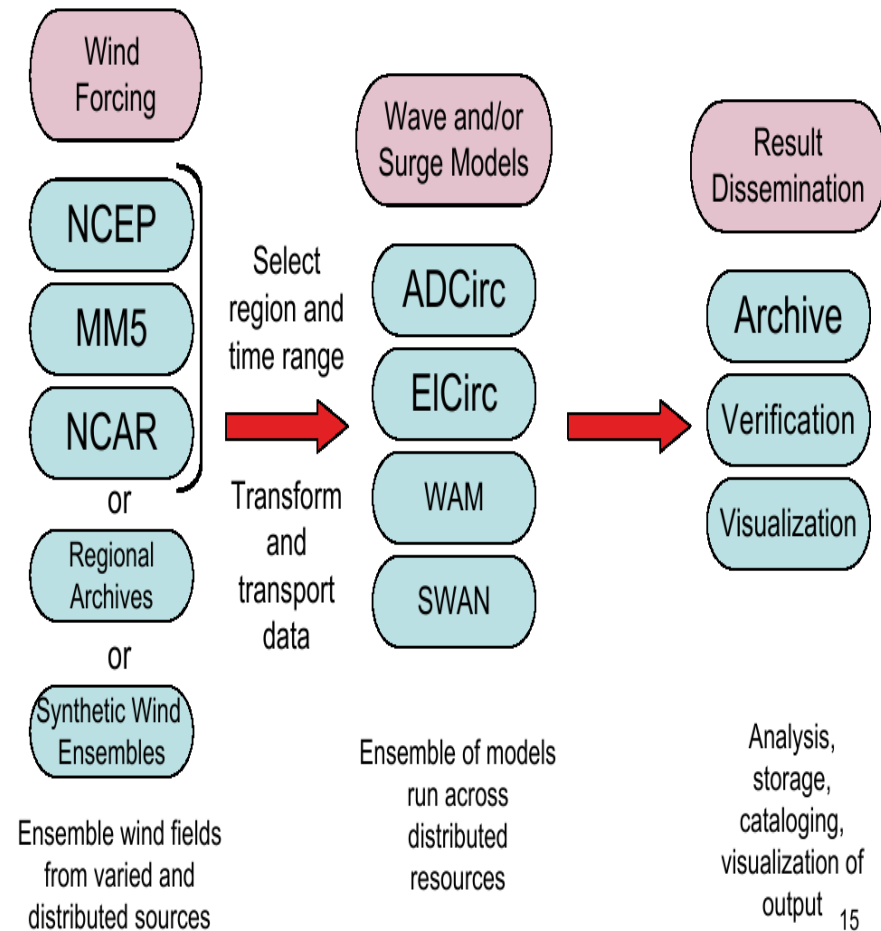 Wind
Forcing
NCEP
MM5
NCAR
or
Regional
Archives
or
Synthetic Wind
Ensembles
Ensemble wind fields
from varied and
distributed sources
Select
region and
time range
Transform
and
transport
data
Wave and/or
Surge Models
ADCirc
ElCirc
WAM
SWAN
Ensemble of models
run across
distributed
resources
Result
Dissemination
Archive
Verification
Visualization
Analysis,
storage,
cataloging,
visualization of
output
15